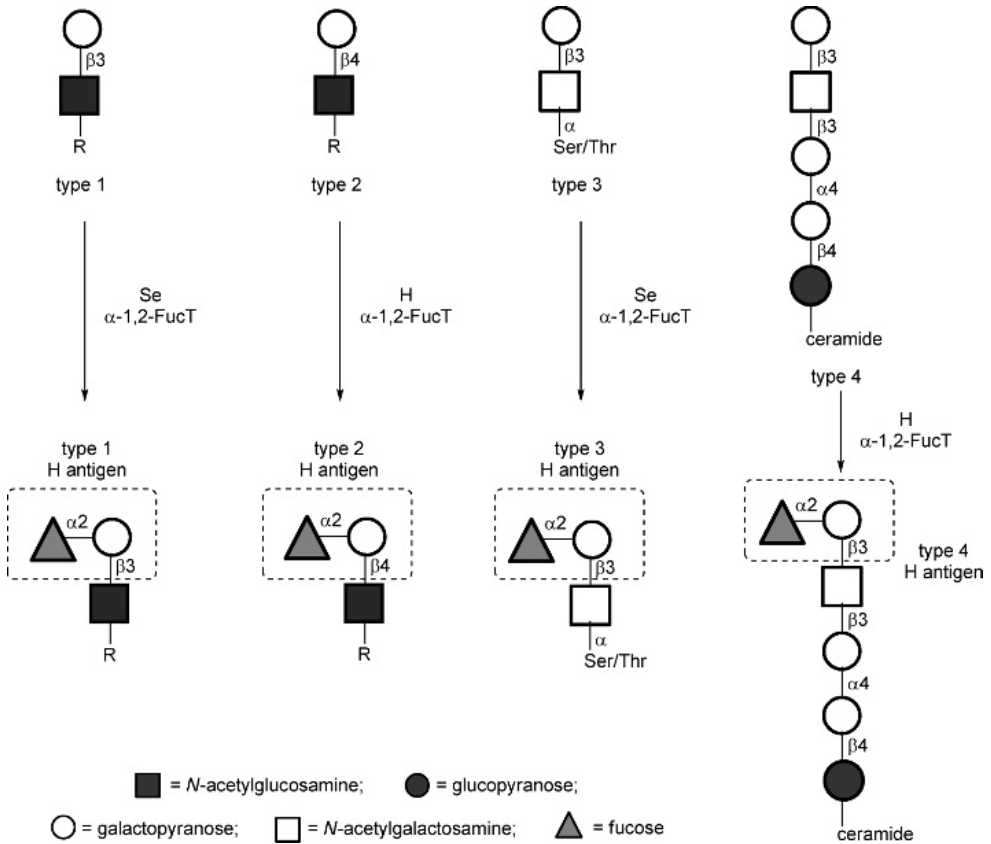 β3
R
type 1
Se
α-1,2-FucT
type 1
H antigen
α2
β3
R
β4
R
type 2
H
α-1,2-FucT
type 2
H antigen
α2
β4
R
β3
α
Ser/Thr
type 3
Se
α-1,2-FucT
type 3
H antigen
α2
β3
α
Ser/Thr
β3
β3
α4
β4
ceramide
type 4
H
α-1,2-FucT
α2
β3
type 4
H antigen
β3
α4
β4
ceramide
= N-acetylglucosamine;
= glucopyranose;
= galactopyranose;
= N-acetylgalactosamine;
= fucose